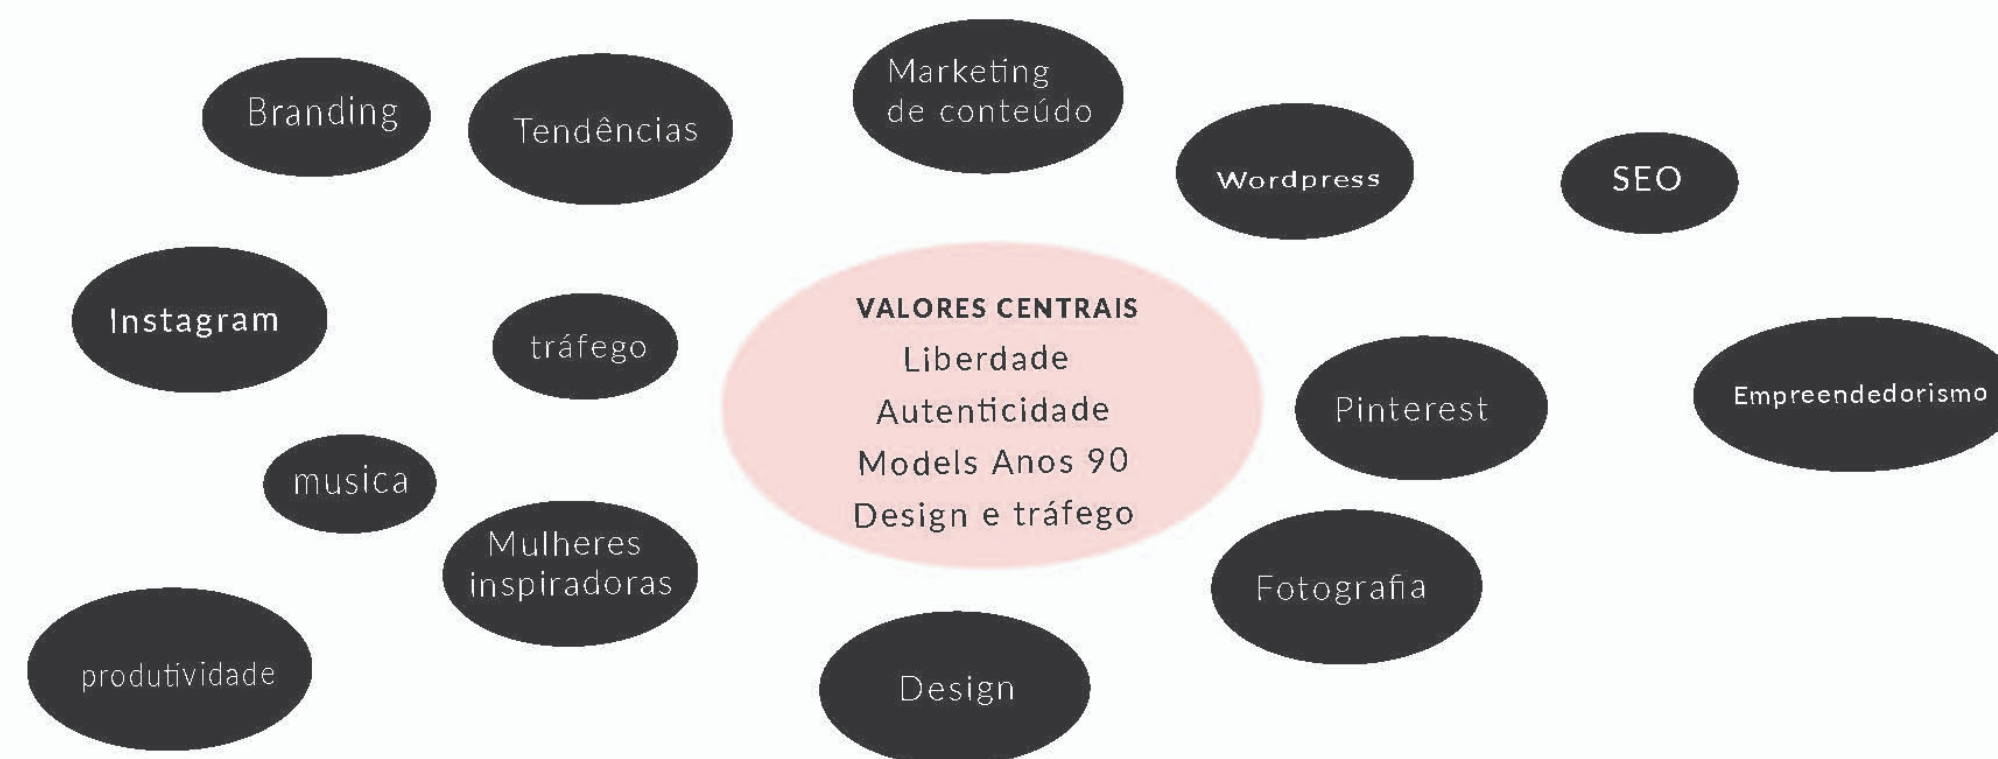 Branding
Tendências
Marketing
de conteúdo
Wordpress
SEO
Instagram
tráfego
VALORES CENTRAIS
Liberdade
Autenticidade
Models Anos 90
Design e tráfego
Pinterest
Empreendedorismo
musica
Mulheres
inspiradoras
Fotografia
produtividade
Design